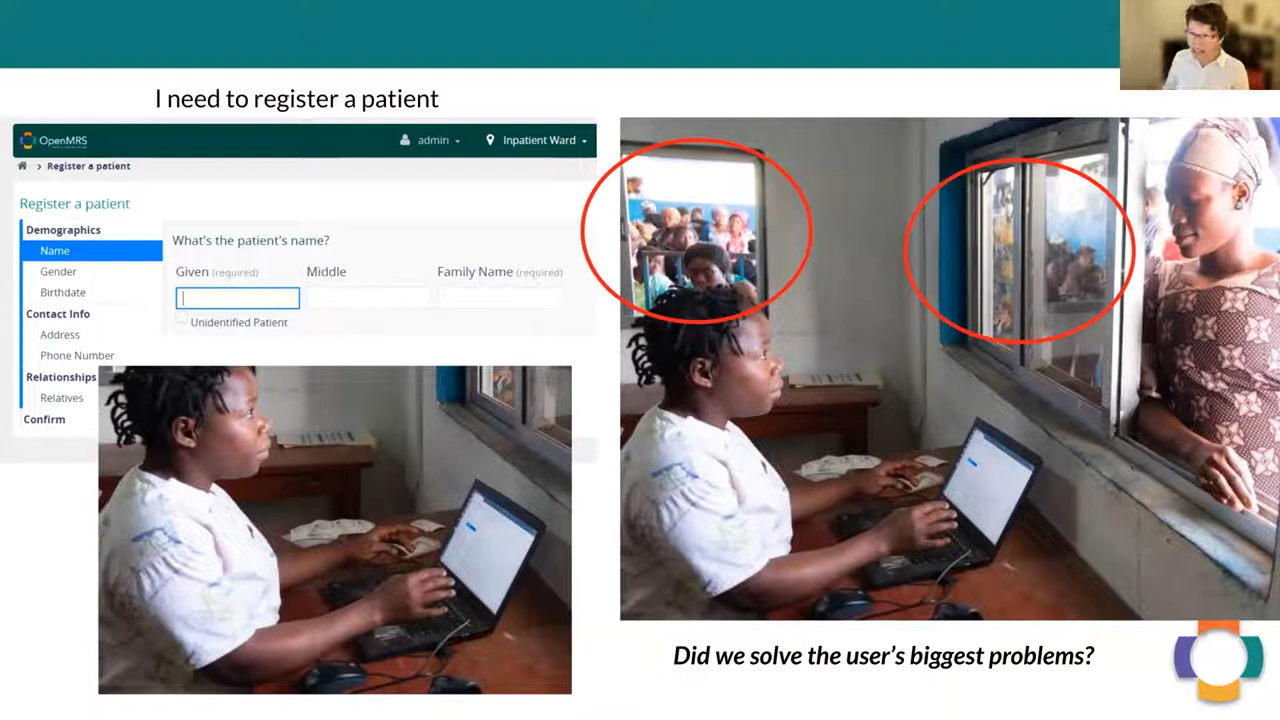 I need to register a patient
OpenMRS
admin
Inpatient Ward
Register a patient
Register a patient
Demographics
Name
Gender
Birthdate
Contact Info
Address
Phone Number
Relationships
Relatives
Confirm
What's the patient's name?
Given (required)
Middle
Family Name (required)
Unidentified Patient
Did we solve the user's biggest problems?